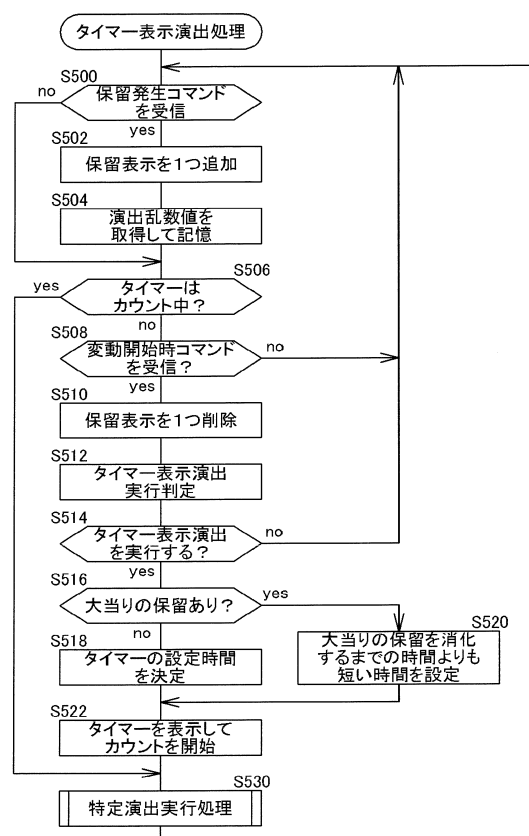 タイマー表示演出処理
S500
no
保留発生コマンド
を受信
yes
S502
保留表示を1つ追加
S504
演出乱数値を
取得して記憶
S506
yes
タイマーは
カウント中？
no
S508
変動開始時コマンド
を受信？
no
yes
S510
保留表示を1つ削除
S512
タイマー表示演出
実行判定
S514
タイマー表示演出
を実行する？
no
yes
S516
大当りの保留あり？
yes
no
S518
タイマーの設定時間
を決定
S520
大当りの保留を消化
するまでの時間よりも
短い時間を設定
S522
タイマーを表示して
カウントを開始
S530
特定演出実行処理